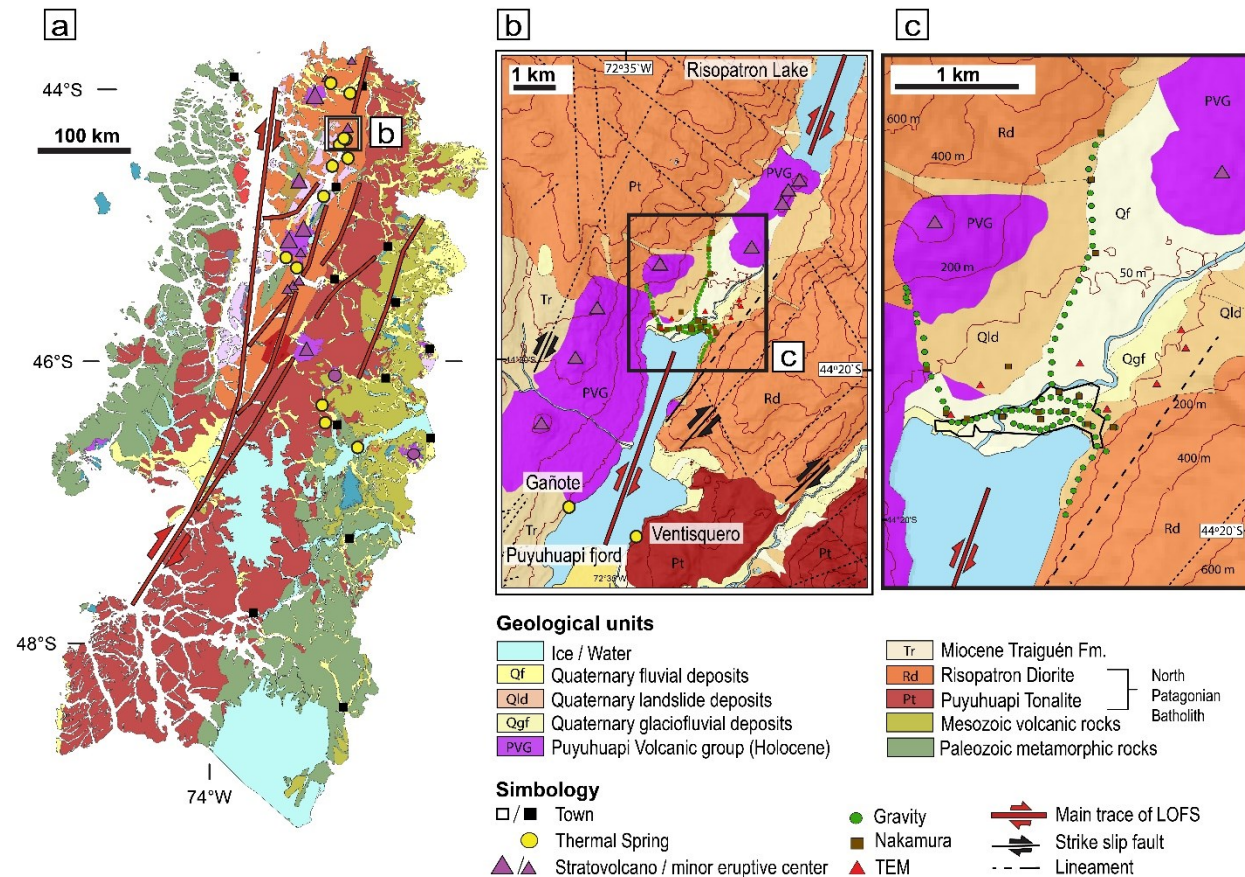 a
44°S
100 km
b
46°S
48°S
74°W
b
1 km
72°35`W
Risopatron Lake
Pt
PVG
Tr
c
44°20`S
PVG
Rd
Gañote
Tr
Ventisquero
Puyuhuapi fjord
Pt
Pt
c
1 km
PVG
600 m
Rd
400 m
Qf
PVG
200 m
50 m
Qld
Qld
Qgf
200 m
400 m
44°20`S
Rd
44°20`S
600 m
Geological units
Ice / Water
Qf Quaternary fluvial deposits
Qld Quaternary landslide deposits
Qgf Quaternary glaciofluvial deposits
PVG Puyuhuapi Volcanic group (Holocene)
Tr Miocene Traiguén Fm.
Rd Risopatron Diorite
Pt Puyuhuapi Tonalite
Mesozoic volcanic rocks
Paleozoic metamorphic rocks
North
Patagonian
Batholith
Simbology
/ Town
Thermal Spring
/ Stratovolcano / minor eruptive center
Gravity
Nakamura
TEM
Main trace of LOFS
Strike slip fault
Lineament